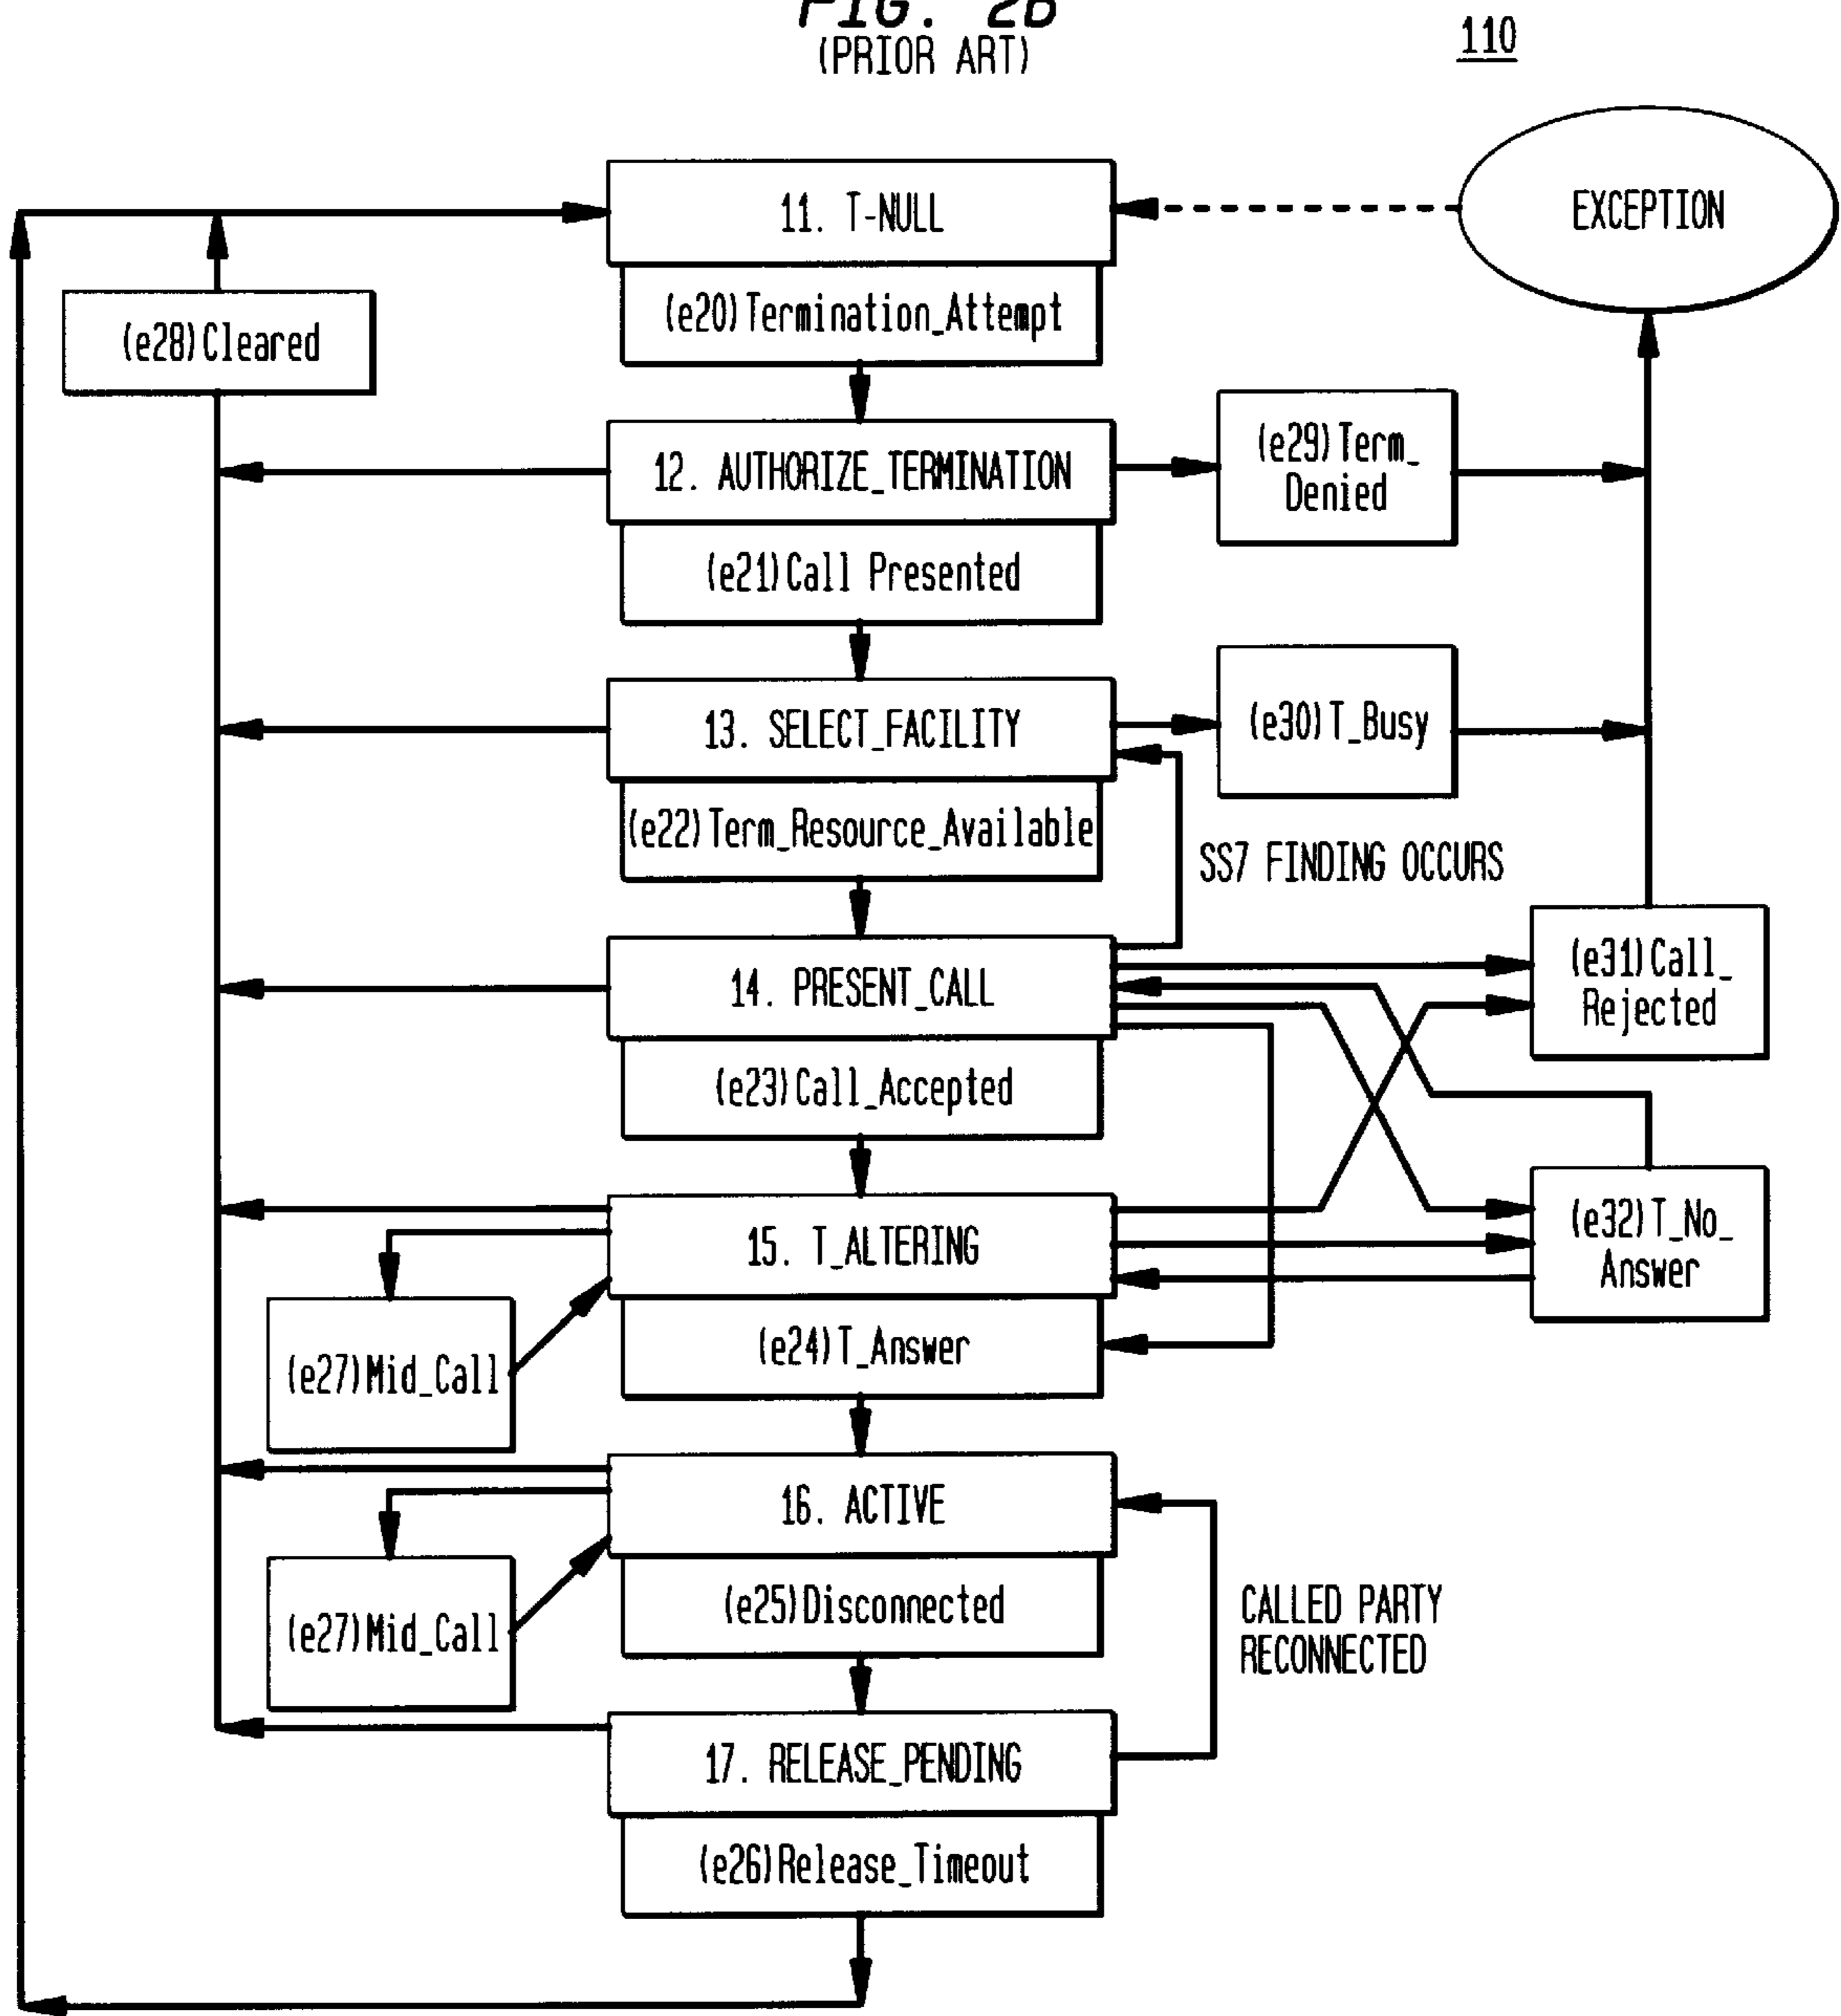 FIG. 2B
(PRIOR ART)
110
11. T-NULL
EXCEPTION
(e20)Termination_Attempt
(e28)Cleared
12. AUTHORIZE_TERMINATION
(e29)Term_
Denied
(e21)Call Presented
13. SELECT_FACILITY
(e30)T_Busy
(e22)Term_Resource_Available
SS7 FINDING OCCURS
14. PRESENT_CALL
(e31)Call_
Rejected
(e23)Call_Accepted
15. T_ALTERING
(e32)T_No_
Answer
(e24)T_Answer
(e27)Mid_Call
16. ACTIVE
(e25)Disconnected
(e27)Mid_Call
CALLED PARTY
RECONNECTED
17. RELEASE_PENDING
(e26)Release_Timeout